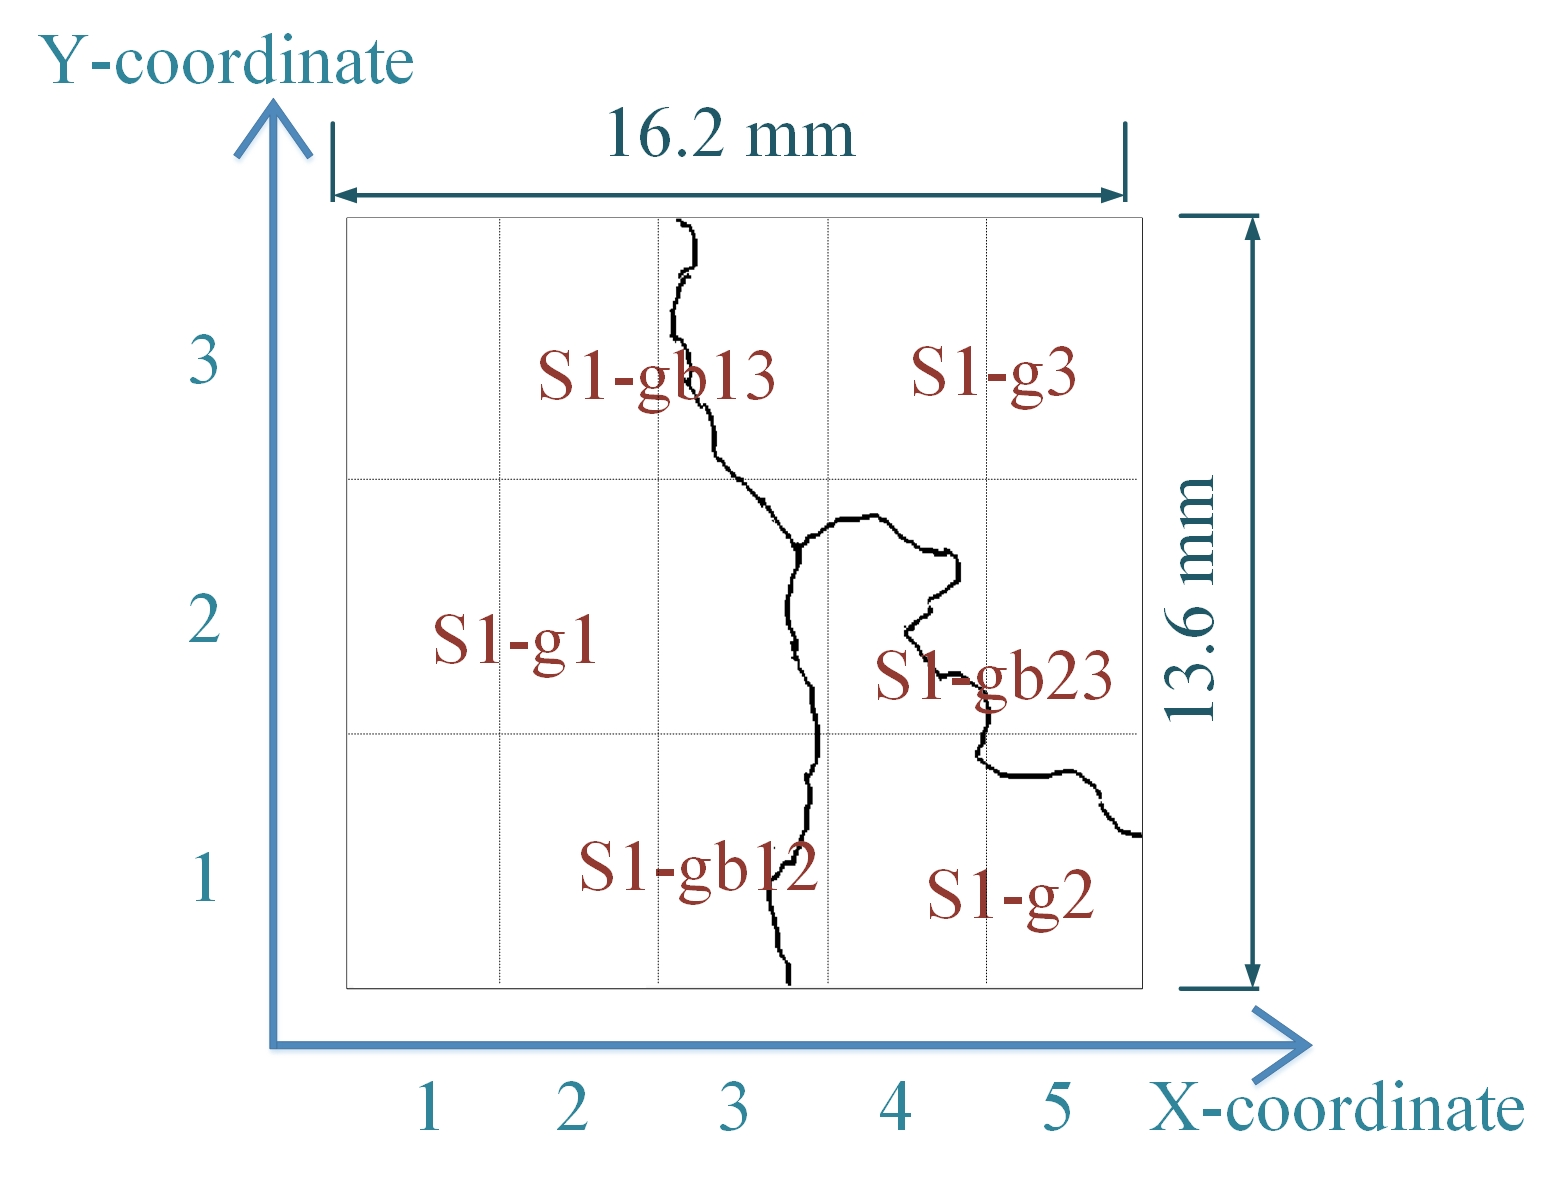 Y-coordinate
16.2 mm
3
S1-gb13
S1-g3
2
S1-g1
S1-gb23
13.6 mm
1
S1-gb12
S1-g2
1
2
3
4
5
X-coordinate